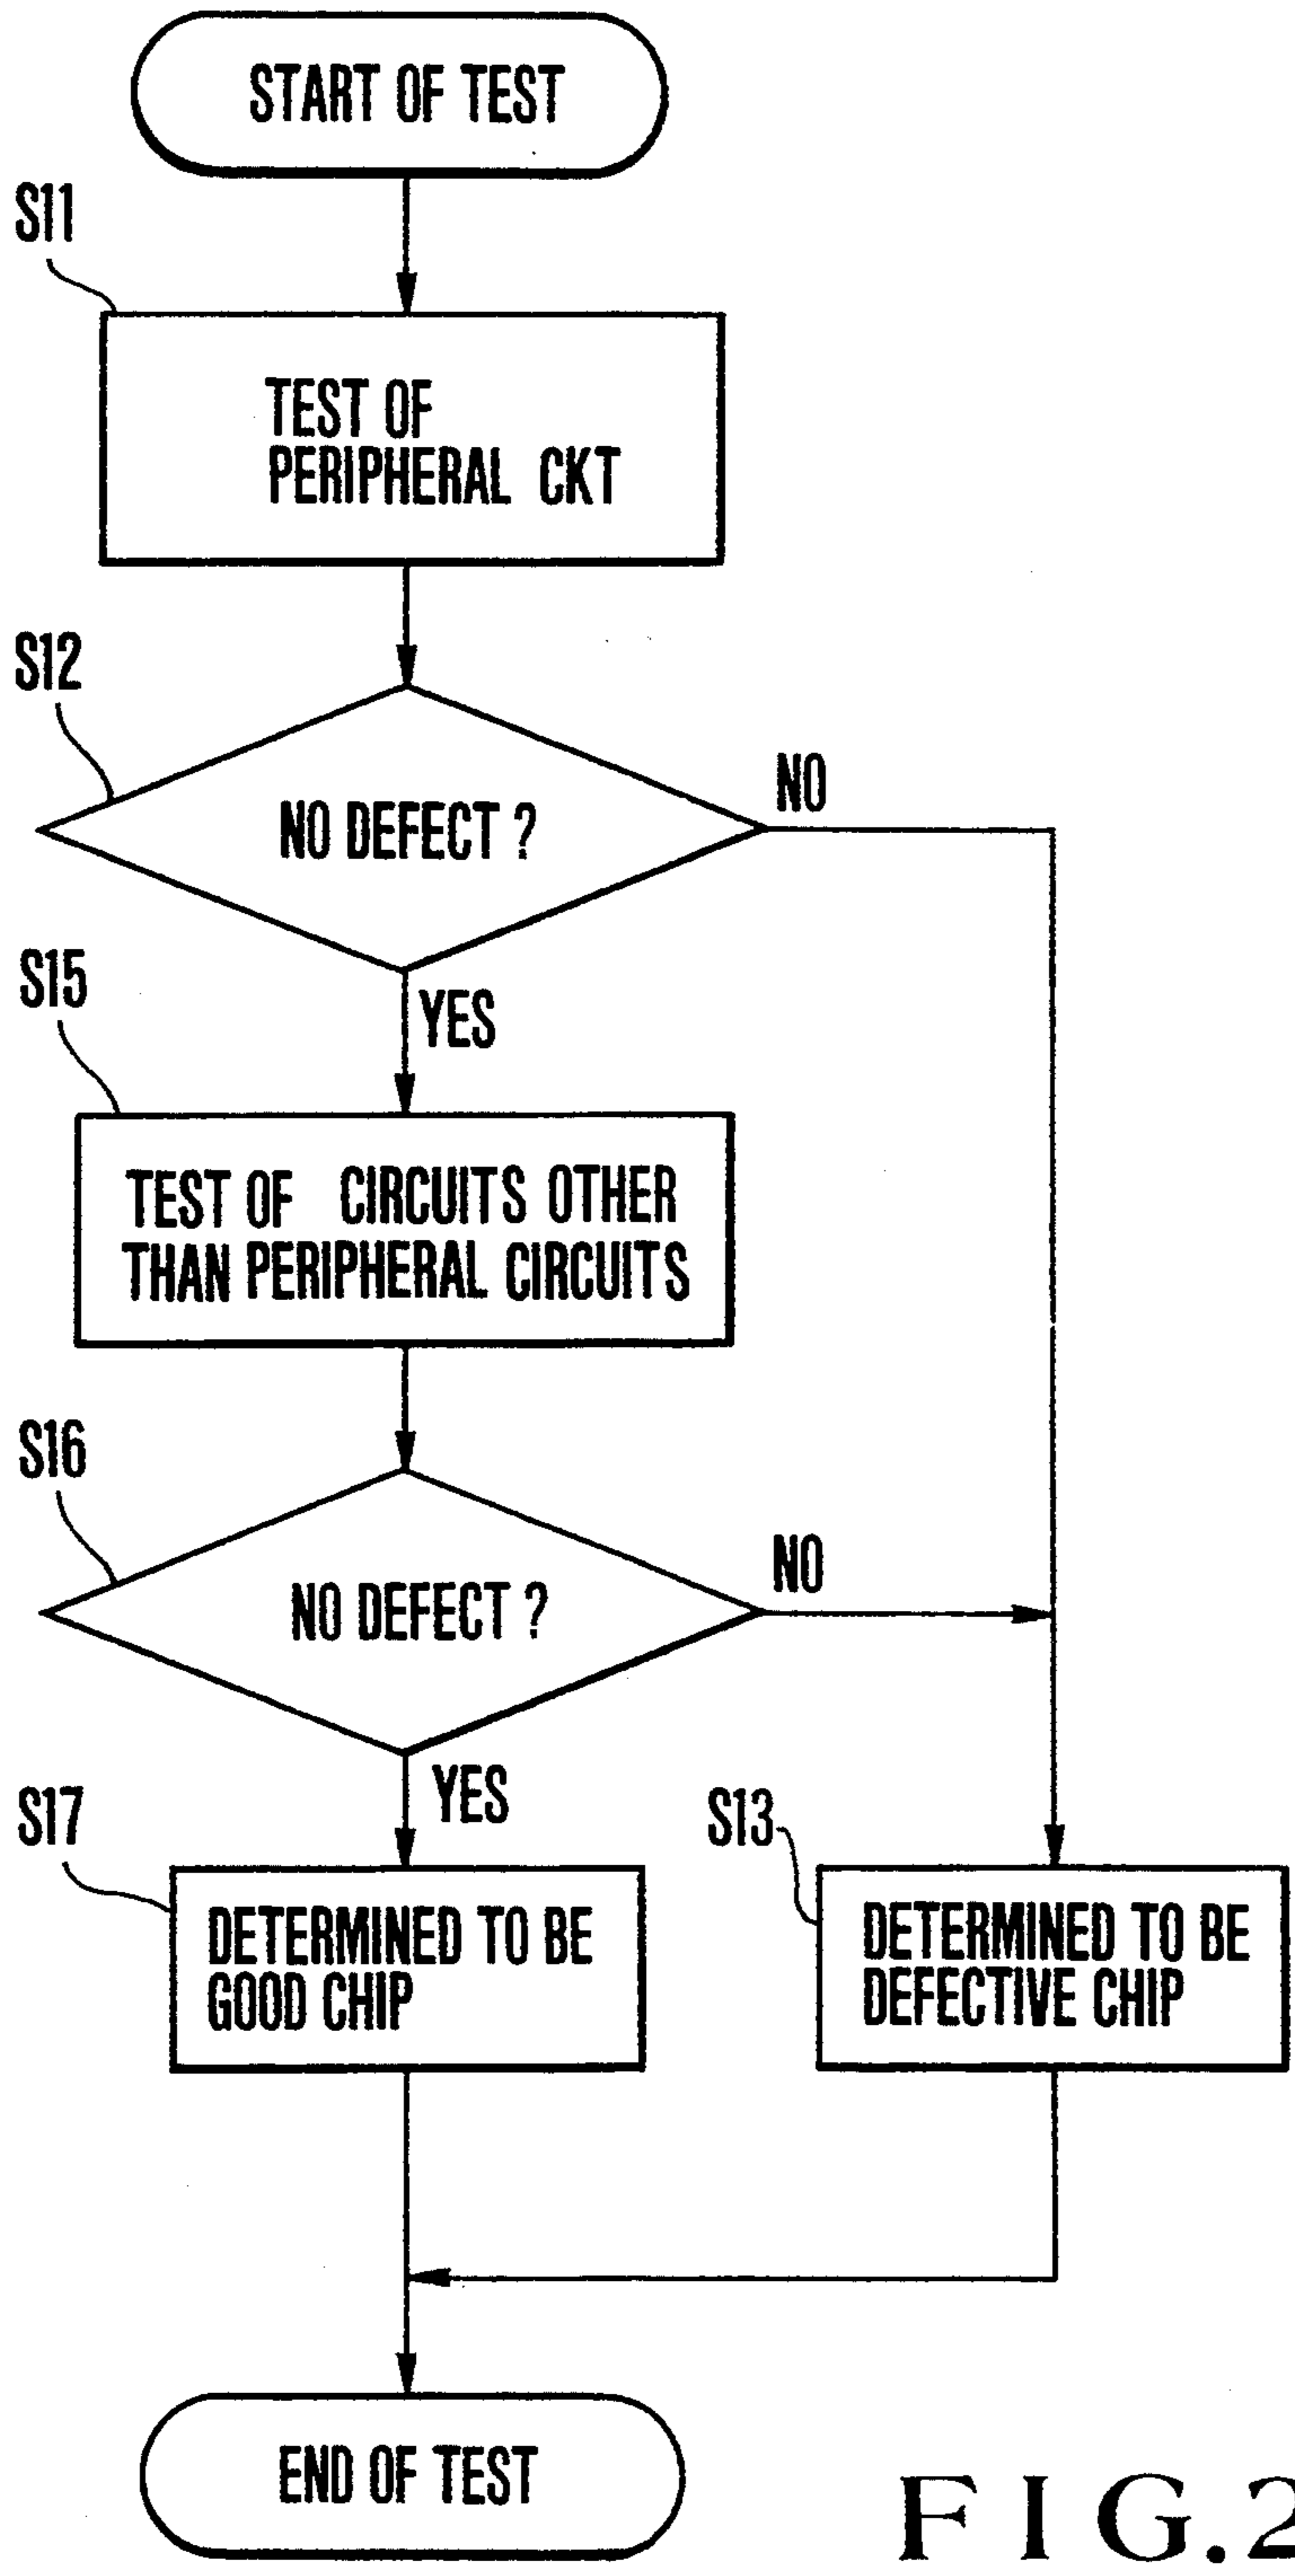 START OF TEST
S11
TEST OF
PERIPHERAL CKT
S12
NO DEFECT ?
NO
YES
S15
TEST OF CIRCUITS OTHER
THAN PERIPHERAL CIRCUITS
S16
NO DEFECT ?
NO
YES
S17
DETERMINED TO BE
GOOD CHIP
S13
DETERMINED TO BE
DEFECTIVE CHIP
END OF TEST
FIG.2